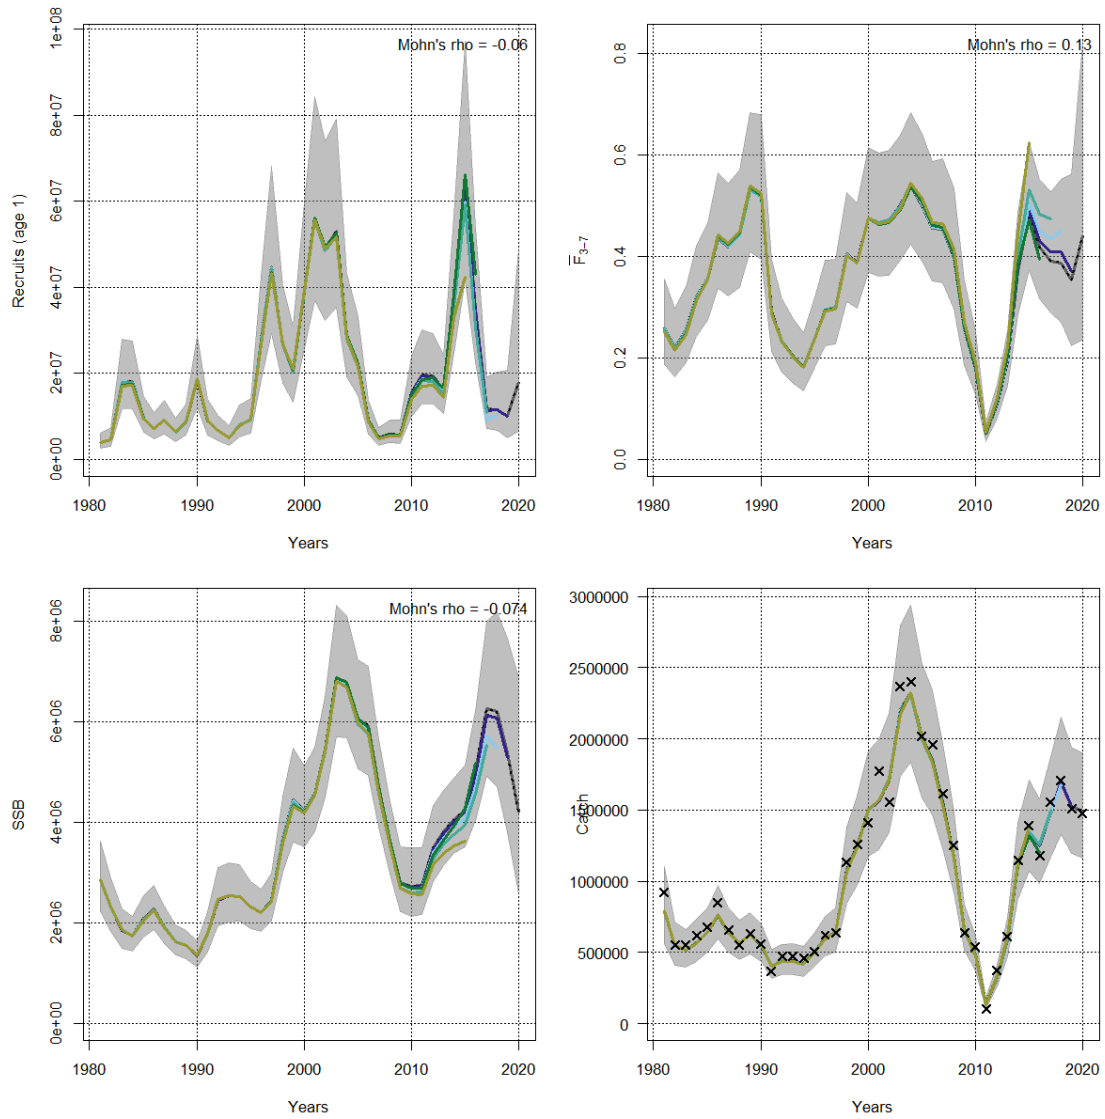 Mohn's rho = -0.06
Recruits (age 1)
1e+08
8e+07
6e+07
4e+07
2e+07
0e+00
1980 1990 2000 2010 2020
Years
Mohn's rho = 0.13
F̅3−7
0.8
0.6
0.4
0.2
0.0
1980 1990 2000 2010 2020
Years
Mohn's rho = -0.074
SSB
8e+06
6e+06
4e+06
2e+06
0e+00
1980 1990 2000 2010 2020
Years
Catch
3000000
2500000
2000000
1500000
1000000
500000
0
1980 1990 2000 2010 2020
Years